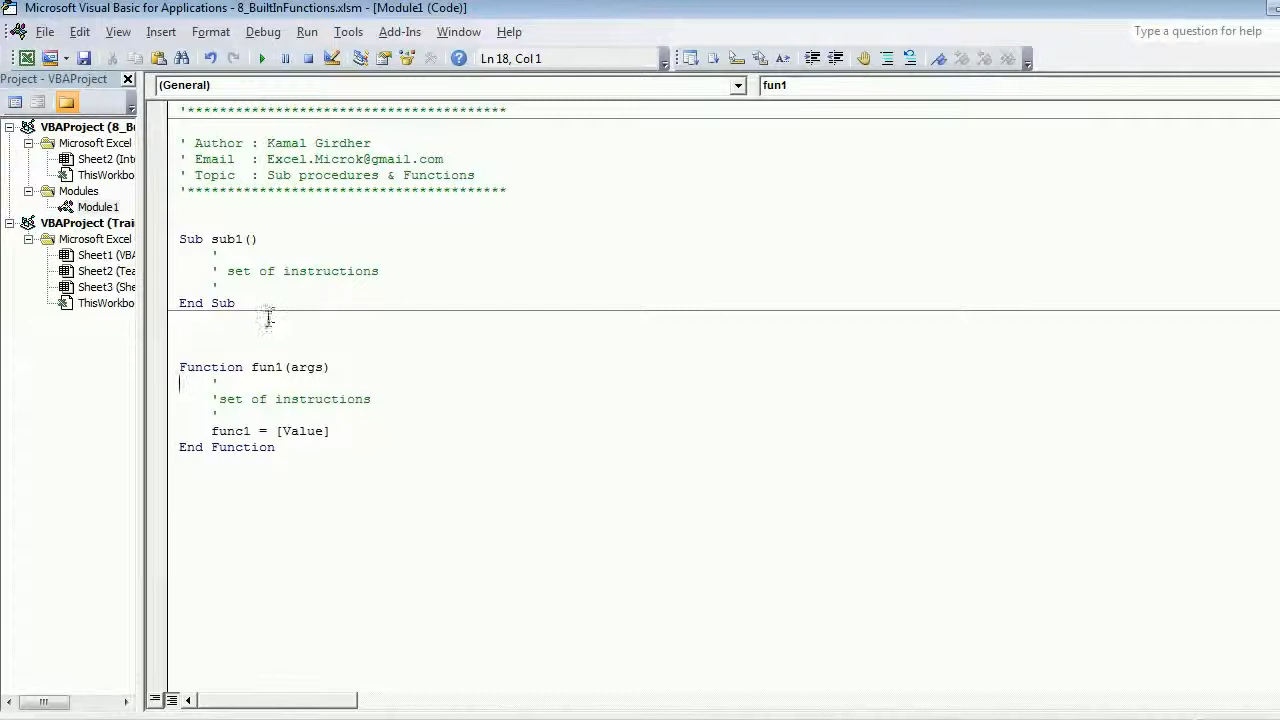 Microsoft Visual Basic for Applications - 8_BuiltInFunctions.xlsm - [Module1 (Code)]
File Edit View Insert Format Debug Run Tools Add-Ins Window Help
Type a question for help
Ln 18, Col 1
Project - VBAProject
(General)
fun1
VBAProject (8_Bu
Microsoft Excel
Sheet2 (Int
ThisWorkbo
Modules
Module1
VBAProject (Trai
Microsoft Excel
Sheet1 (VBA
Sheet2 (Tea
Sheet3 (She
ThisWorkbo
'****************************************
' Author : Kamal Girdher
' Email  : Excel.Microk@gmail.com
' Topic  : Sub procedures & Functions
'****************************************
Sub sub1()
'
' set of instructions
'
End Sub
Function fun1(args)
'
'set of instructions
'
func1 = [Value]
End Function